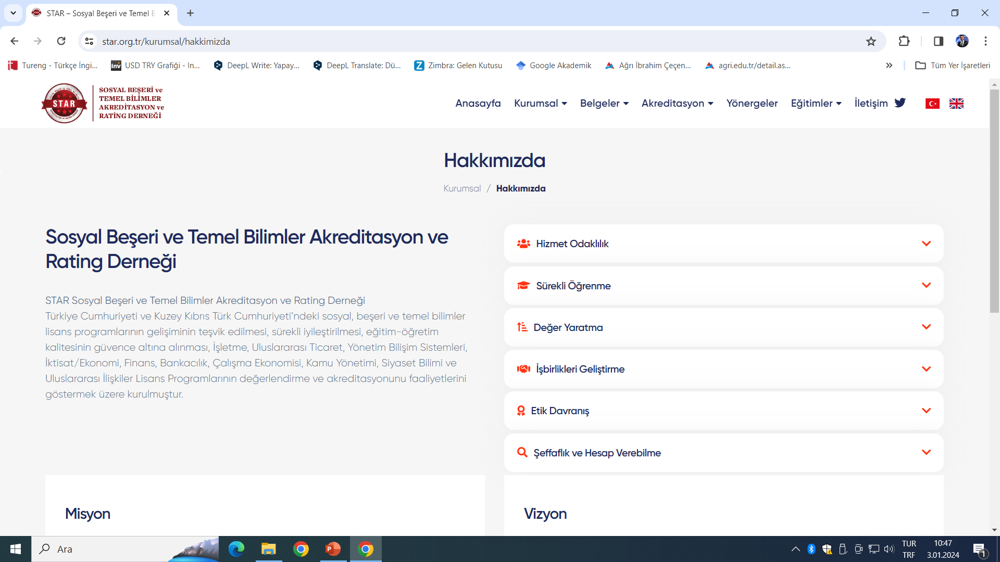 STAR – Sosyal Beşeri ve Temel B
star.org.tr/kurumsal/hakkimizda
Tureng - Türkçe İngi...
USD TRY Grafiği - In...
DeepL Write: Yapay...
DeepL Translate: Dü...
Zimbra: Gelen Kutusu
Google Akademik
Ağrı İbrahim Çeçen...
agri.edu.tr/detail.as...
Tüm Yer İşaretleri
STAR
SOSYAL BEŞERİ ve
TEMEL BİLİMLER
AKREDİTASYON ve
RATİNG DERNEĞİ
Anasayfa
Kurumsal
Belgeler
Akreditasyon
Yönergeler
Eğitimler
İletişim
Hakkımızda
Kurumsal / Hakkımızda
Sosyal Beşeri ve Temel Bilimler Akreditasyon ve
Rating Derneği
STAR Sosyal Beşeri ve Temel Bilimler Akreditasyon ve Rating Derneği
Türkiye Cumhuriyeti ve Kuzey Kıbrıs Türk Cumhuriyeti’ndeki sosyal, beşeri ve temel bilimler
lisans programlarının gelişiminin teşvik edilmesi, sürekli iyileştirilmesi, eğitim-öğretim
kalitesinin güvence altına alınması, İşletme, Uluslararası Ticaret, Yönetim Bilişim Sistemleri,
İktisat/Ekonomi, Finans, Bankacılık, Çalışma Ekonomisi, Kamu Yönetimi, Siyaset Bilimi ve
Uluslararası İlişkiler Lisans Programlarının değerlendirme ve akreditasyonunu faaliyetlerini
göstermek üzere kurulmuştur.
Hizmet Odaklılık
Sürekli Öğrenme
Değer Yaratma
İşbirlikleri Geliştirme
Etik Davranış
Şeffaflık ve Hesap Verebilme
Misyon
Vizyon
Ara
TUR
TRF
10:47
3.01.2024
1